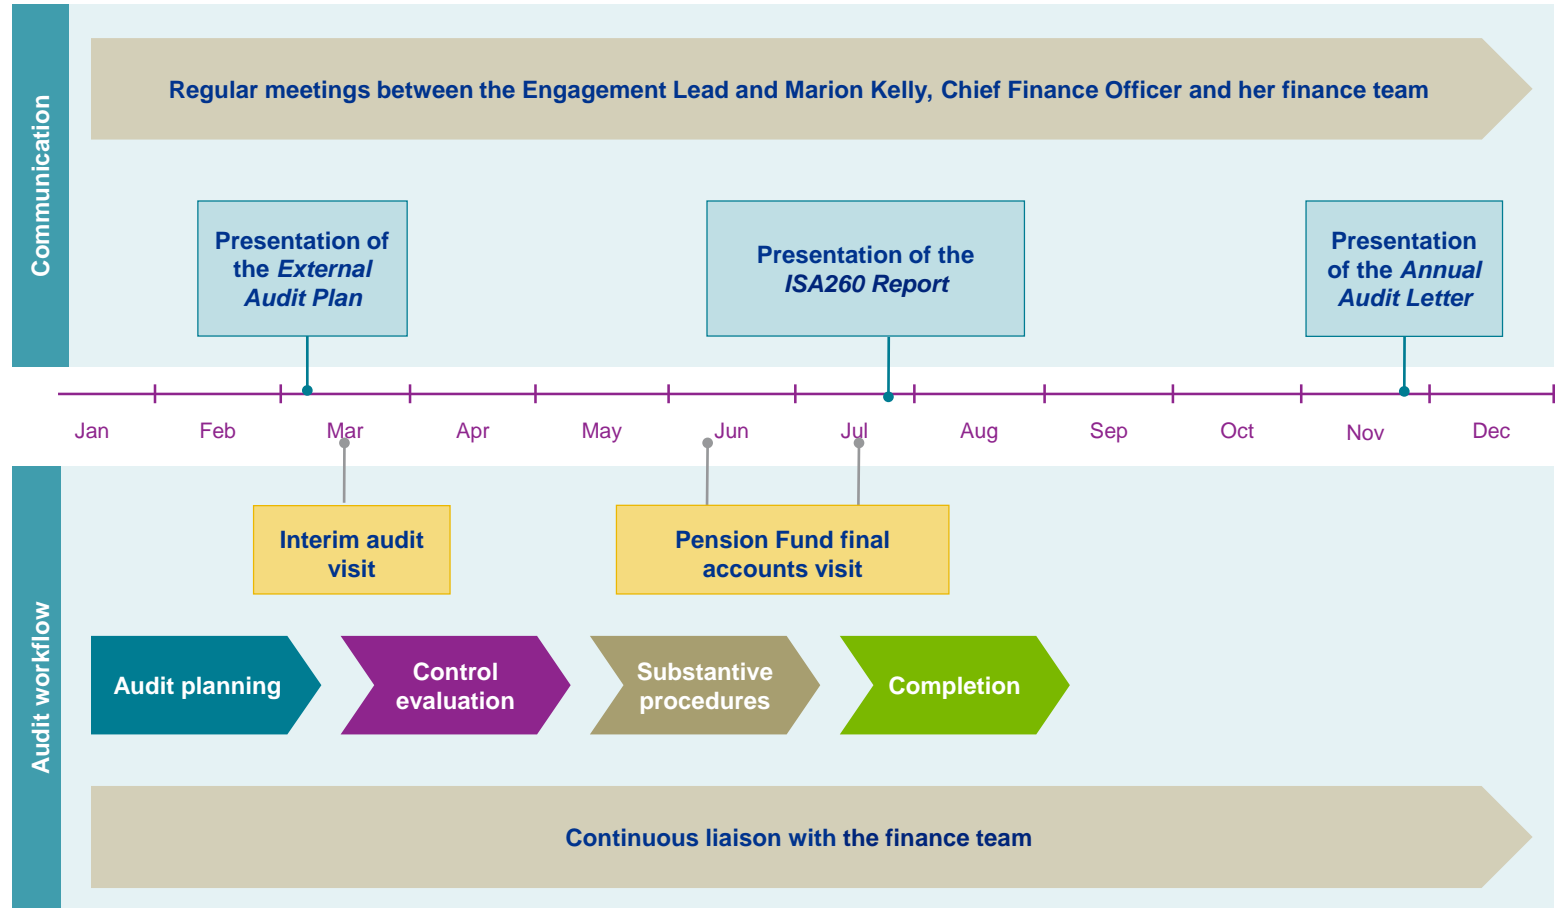 Communication
Regular meetings between the Engagement Lead and Marion Kelly, Chief Finance Officer and her finance team
Presentation of
the External
Audit Plan
Presentation of the
ISA260 Report
Presentation
of the Annual
Audit Letter
Jan Feb Mar Apr May Jun Jul Aug Sep Oct Nov Dec
Audit workflow
Interim audit
visit
Pension Fund final
accounts visit
Audit planning
Control
evaluation
Substantive
procedures
Completion
Continuous liaison with the finance team